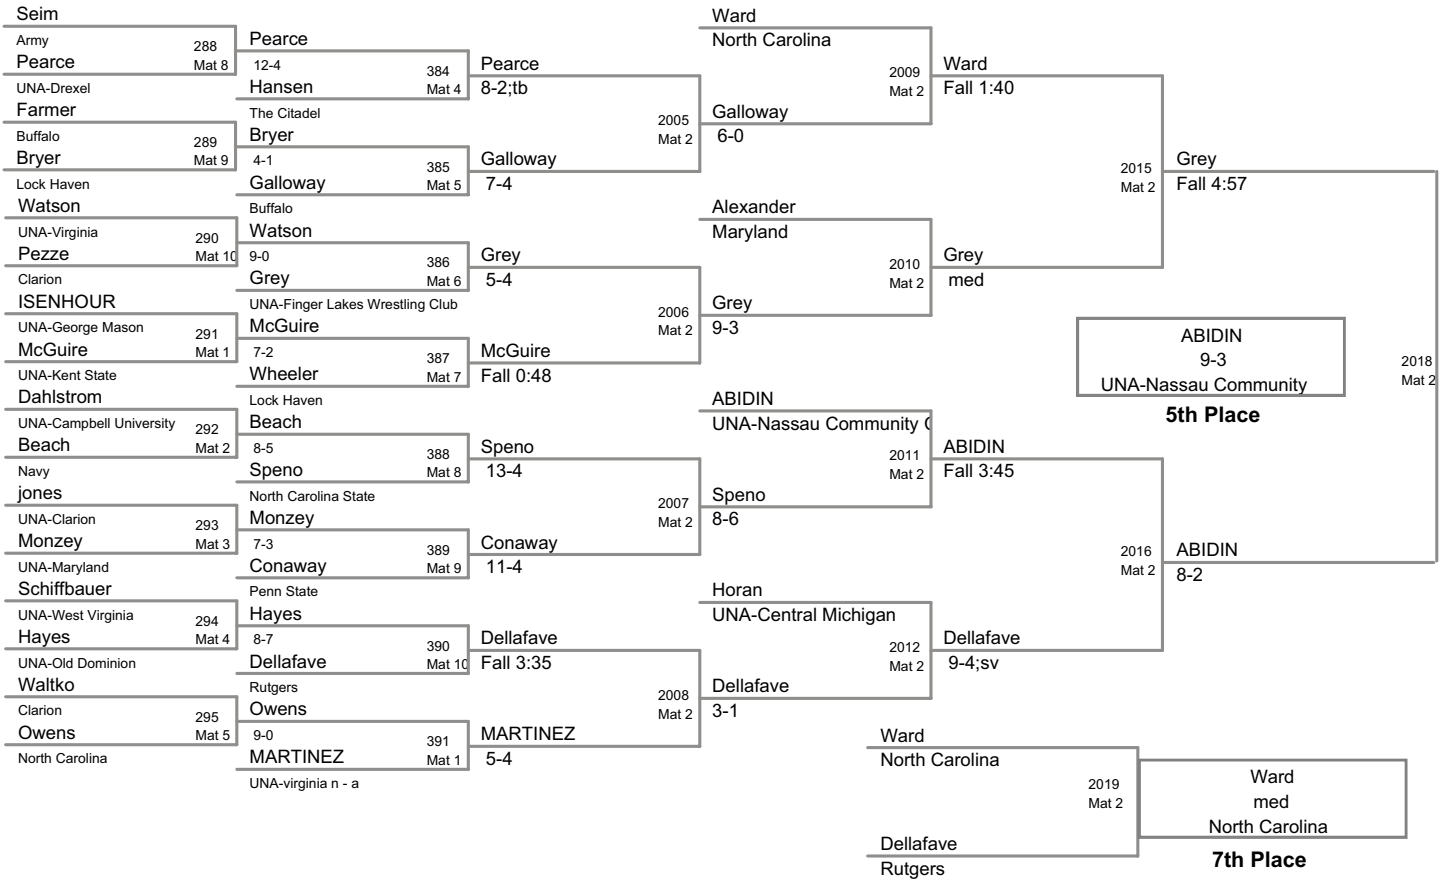 Seim
Army
288
Pearce
Mat 8
UNA-Drexel
Farmer
Buffalo
289
Bryer
Mat 9
Lock Haven
Watson
UNA-Virginia
290
Pezze
Mat 10
Clarion
ISENHOUR
UNA-George Mason
291
McGuire
Mat 1
UNA-Kent State
Dahlstrom
UNA-Campbell University
292
Beach
Mat 2
Navy
jones
UNA-Clarion
293
Monzey
Mat 3
UNA-Maryland
Schiffbauer
UNA-West Virginia
294
Hayes
Mat 4
UNA-Old Dominion
Waltko
Clarion
295
Owens
Mat 5
North Carolina
Pearce
12-4
384
Hansen
Mat 4
The Citadel
Bryer
4-1
385
Galloway
Mat 5
Buffalo
Watson
9-0
386
Grey
Mat 6
UNA-Finger Lakes Wrestling Club
McGuire
7-2
387
Wheeler
Mat 7
Lock Haven
Beach
8-5
388
Speno
Mat 8
North Carolina State
Monzey
7-3
389
Conaway
Mat 9
Penn State
Hayes
8-7
390
Dellafave
Mat 10
Rutgers
Owens
9-0
391
MARTINEZ
Mat 1
UNA-virginia n - a
Pearce
8-2;tb
2005
Mat 2
Galloway
7-4
Grey
5-4
2006
Mat 2
McGuire
Fall 0:48
Speno
13-4
2007
Mat 2
Conaway
11-4
Dellafave
Fall 3:35
2008
Mat 2
MARTINEZ
5-4
Ward
North Carolina
2009
Mat 2
Galloway
6-0
Alexander
Maryland
2010
Mat 2
Grey
9-3
ABIDIN
UNA-Nassau Community
2011
Mat 2
Speno
8-6
Horan
UNA-Central Michigan
2012
Mat 2
Dellafave
3-1
Ward
Fall 1:40
2015
Mat 2
Grey
med
ABIDIN
Fall 3:45
2016
Mat 2
Dellafave
9-4;sv
Grey
Fall 4:57
2018
Mat 2
ABIDIN
8-2
ABIDIN
9-3
UNA-Nassau Community
5th Place
Ward
North Carolina
2019
Mat 2
Dellafave
Rutgers
Ward
med
North Carolina
7th Place